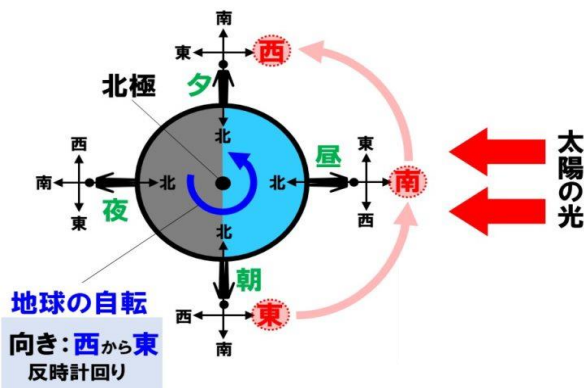 南
東
西
夕
北極
北
西
南
北
東
夜
東
北
昼
西
南
太陽の光
北
朝
西
東
南
地球の自転
向き：西から東
反時計回り